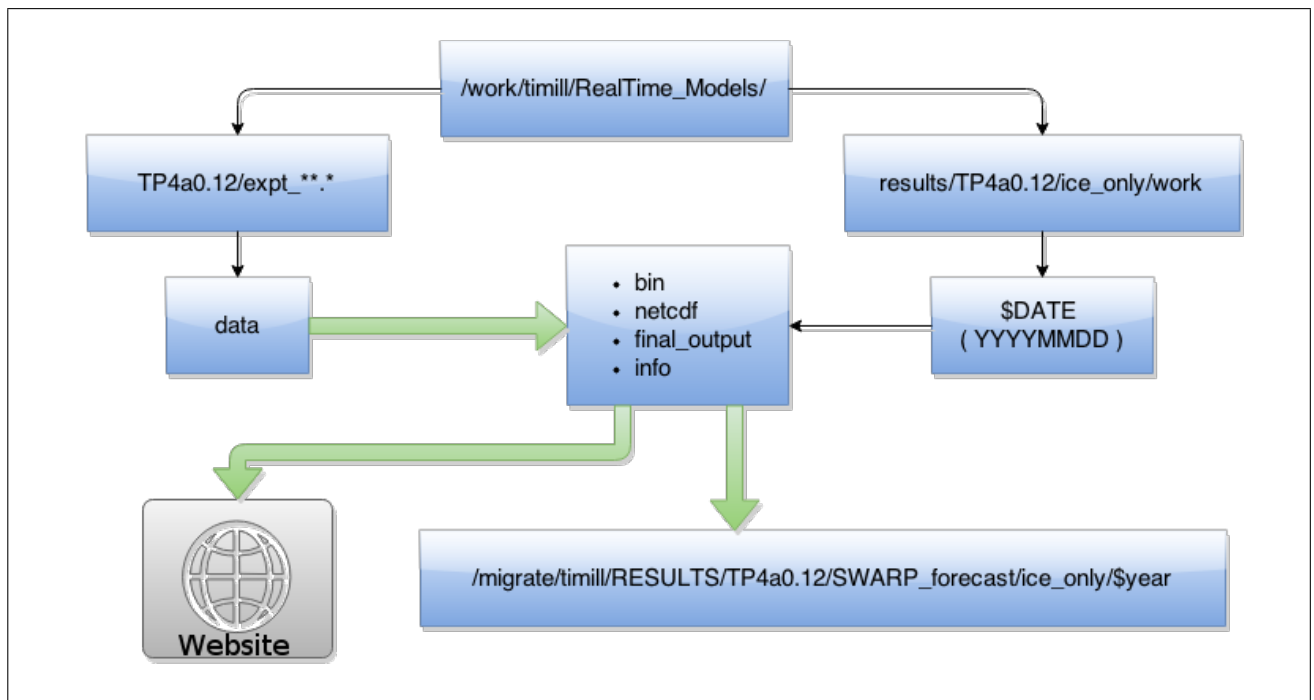 /work/timill/RealTime_Models/
TP4a0.12/expt_**.*
results/TP4a0.12/ice_only/work
data
• bin
• netcdf
• final_output
• info
$DATE
( YYYYMMDD )
Website
/migrate/timill/RESULTS/TP4a0.12/SWARP_forecast/ice_only/$year